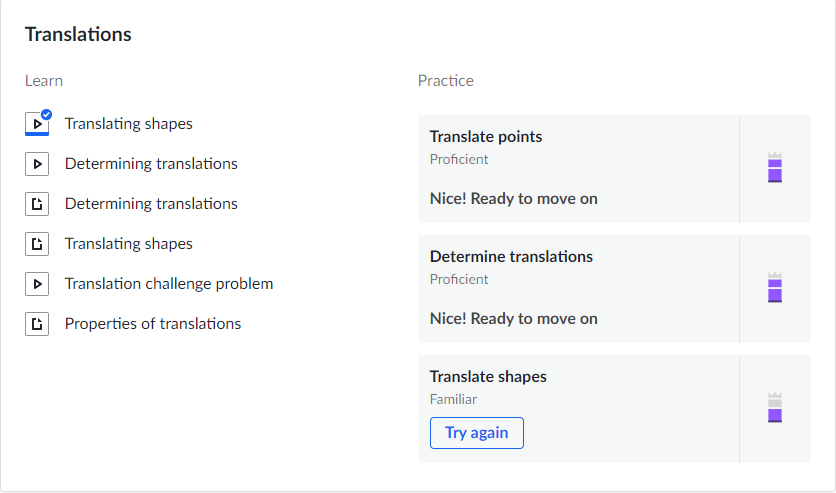 Translations
Learn
Translating shapes
Determining translations
Determining translations
Translating shapes
Translation challenge problem
Properties of translations
Practice
Translate points
Proficient
Nice! Ready to move on
Determine translations
Proficient
Nice! Ready to move on
Translate shapes
Familiar
Try again